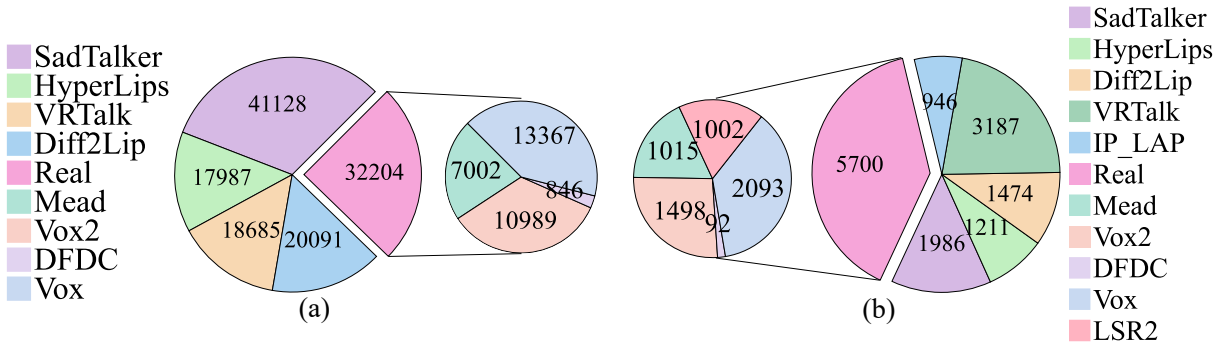 SadTalker
HyperLips
VRTalk
Diff2Lip
Real
Mead
Vox2
DFDC
Vox
41128
17987
18685
20091
32204
13367
7002
846
10989
(a)
1002
1015
2093
1498
92
5700
946
3187
1474
1211
1986
(b)
SadTalker
HyperLips
Diff2Lip
VRTalk
IP_LAP
Real
Mead
Vox2
DFDC
Vox
LSR2